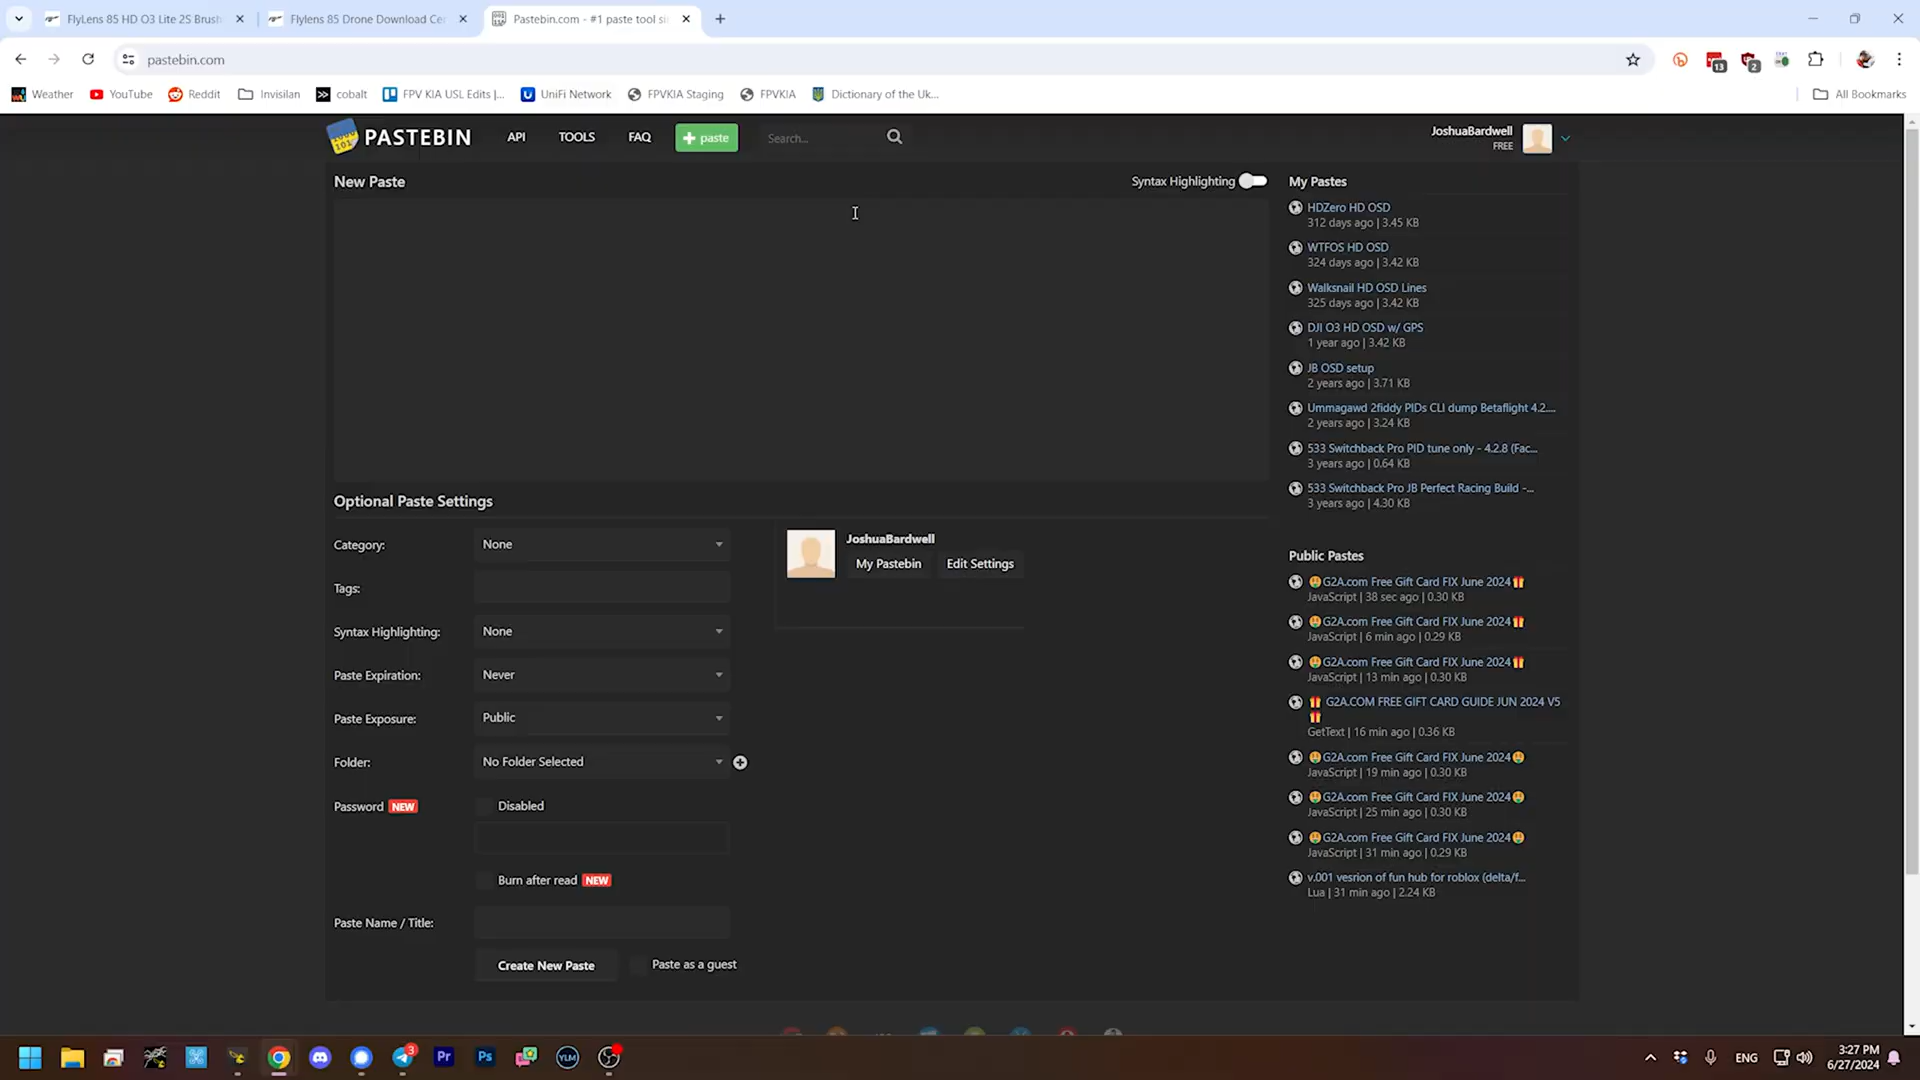 FlyLens 85 HD O3 Lite 2S Brush
Flylens 85 Drone Download Ce
Pastebin.com - #1 paste tool si
pastebin.com
13
2
Weather
YouTube
Reddit
Invisilan
cobalt
FPV KIA USL Edits |...
UniFi Network
FPVKIA Staging
FPVKIA
Dictionary of the Uk...
All Bookmarks
PASTEBIN
API
TOOLS
FAQ
paste
Search...
JoshuaBardwell
FREE
New Paste
Syntax Highlighting
My Pastes
HDZero HD OSD
312 days ago | 3.45 KB
WTFOS HD OSD
324 days ago | 3.42 KB
Walksnail HD OSD Lines
325 days ago | 3.42 KB
DJI O3 HD OSD w/ GPS
1 year ago | 3.42 KB
JB OSD setup
2 years ago | 3.71 KB
Ummagawd 2fiddy PIDs CLI dump Betaflight 4.2....
2 years ago | 3.24 KB
533 Switchback Pro PID tune only - 4.2.8 (Fac...
3 years ago | 0.64 KB
533 Switchback Pro JB Perfect Racing Build -...
3 years ago | 4.30 KB
Optional Paste Settings
Category:
None
Tags:
Syntax Highlighting:
None
Paste Expiration:
Never
Paste Exposure:
Public
Folder:
No Folder Selected
Password NEW
Disabled
Burn after read NEW
Paste Name / Title:
Create New Paste
Paste as a guest
JoshuaBardwell
My Pastebin
Edit Settings
Public Pastes
🤑G2A.com Free Gift Card FIX June 2024🎁
JavaScript | 38 sec ago | 0.30 KB
🤑G2A.com Free Gift Card FIX June 2024🎁
JavaScript | 6 min ago | 0.29 KB
🤑G2A.com Free Gift Card FIX June 2024🎁
JavaScript | 13 min ago | 0.30 KB
🎁 G2A.COM FREE GIFT CARD GUIDE JUN 2024 V5
🎁
GetText | 16 min ago | 0.36 KB
🤑G2A.com Free Gift Card FIX June 2024🤑
JavaScript | 19 min ago | 0.30 KB
🤑G2A.com Free Gift Card FIX June 2024🤑
JavaScript | 25 min ago | 0.30 KB
🤑G2A.com Free Gift Card FIX June 2024🤑
JavaScript | 31 min ago | 0.29 KB
v.001 vesrion of fun hub for roblox (delta/f...
Lua | 31 min ago | 2.24 KB
3
Pr
Ps
YLM
ENG
3:27 PM
6/27/2024